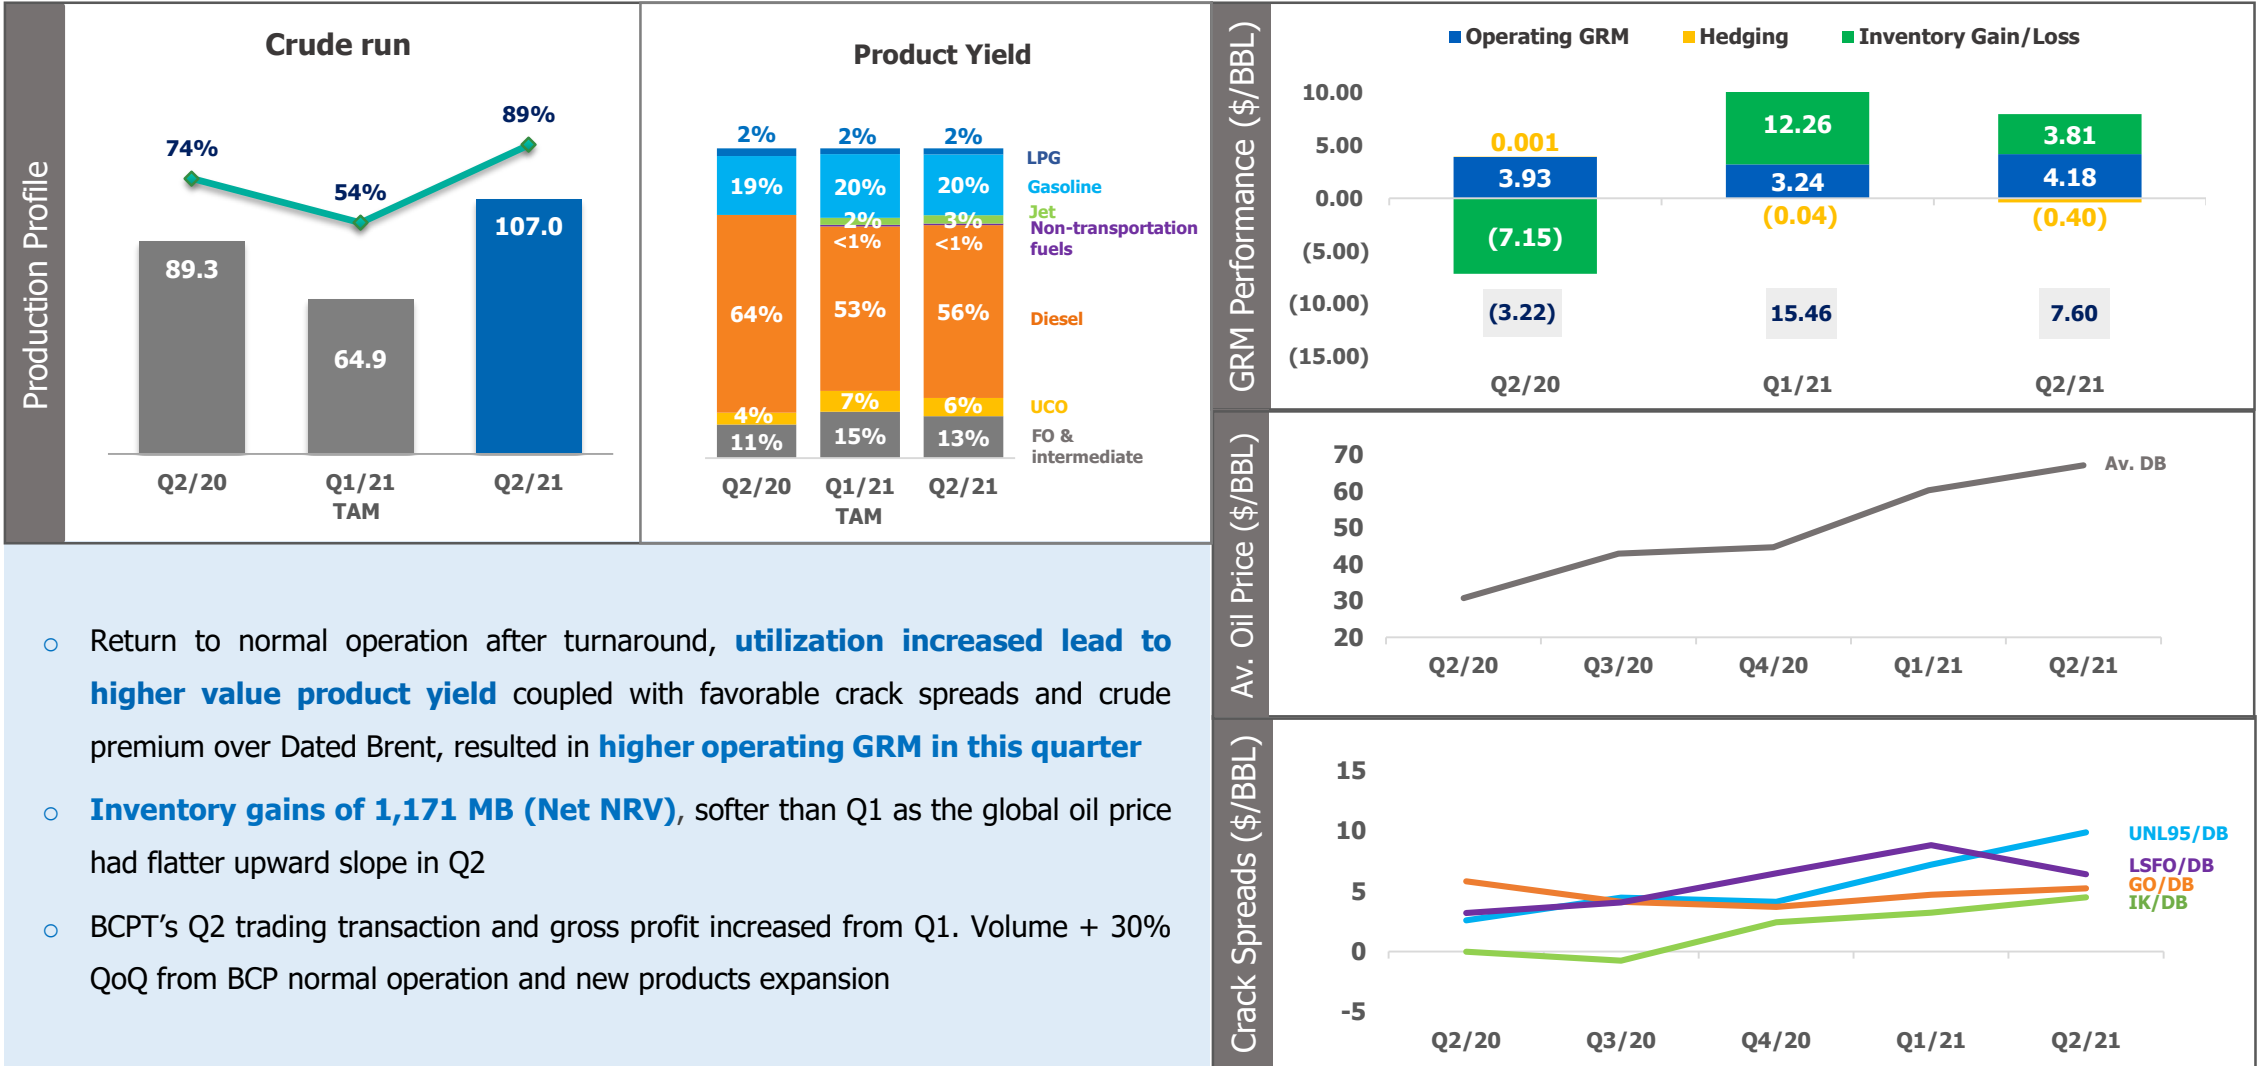 Production Profile
Crude run
74%
54%
89%
89.3
64.9
107.0
Q2/20
Q1/21
TAM
Q2/21
Product Yield
2%
2%
2%
19%
20%
20%
2%
3%
<1%
<1%
64%
53%
56%
4%
7%
6%
11%
15%
13%
LPG
Gasoline
Jet
Non-transportation
fuels
Diesel
UCO
FO &
intermediate
Q2/20
Q1/21
TAM
Q2/21
GRM Performance ($/BBL)
Operating GRM
Hedging
Inventory Gain/Loss
10.00
5.00
0.00
(5.00)
(10.00)
(15.00)
0.001
3.93
(7.15)
(3.22)
12.26
3.24
(0.04)
15.46
3.81
4.18
(0.40)
7.60
Q2/20
Q1/21
Q2/21
Av. Oil Price ($/BBL)
70
60
50
40
30
20
Av. DB
Q2/20
Q3/20
Q4/20
Q1/21
Q2/21
Crack Spreads ($/BBL)
15
10
5
0
-5
UNL95/DB
LSFO/DB
GO/DB
IK/DB
Q2/20
Q3/20
Q4/20
Q1/21
Q2/21
o Return to normal operation after turnaround, utilization increased lead to
higher value product yield coupled with favorable crack spreads and crude
premium over Dated Brent, resulted in higher operating GRM in this quarter
o Inventory gains of 1,171 MB (Net NRV), softer than Q1 as the global oil price
had flatter upward slope in Q2
o BCPT’s Q2 trading transaction and gross profit increased from Q1. Volume + 30%
QoQ from BCP normal operation and new products expansion